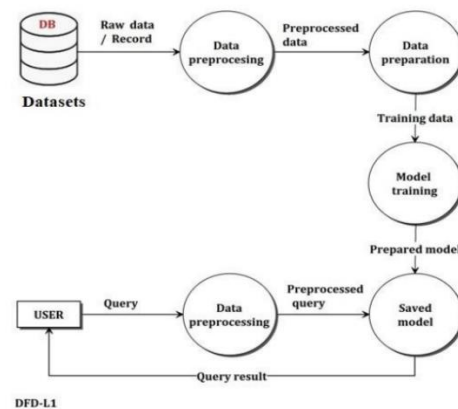 DB
Datasets
Raw data
/ Record
Data
preprocesing
Preprocessed
data
Data
preparation
Training data
Model
training
Prepared model
USER
Query
Data
preprocessing
Preprocessed
query
Saved
model
Query result
DFD-L1